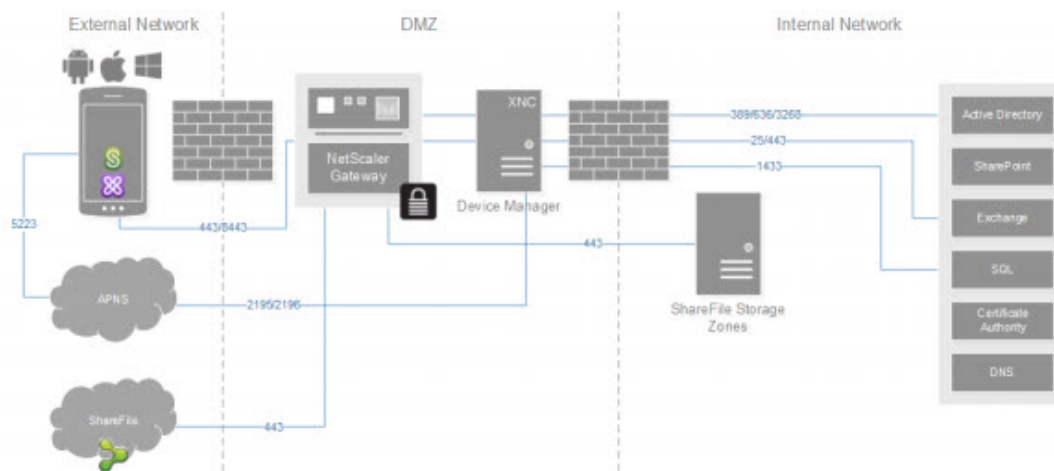 External Network
DMZ
Internal Network
XNC
389/636/3268
Active Directory
25/443
NetScaler
Gateway
1433
SharePoint
Device Manager
5223
443/8443
Exchange
443
SQL
APNS
2195/2196
ShareFile Storage
Zones
Certificate
Authority
DNS
ShareFile
443